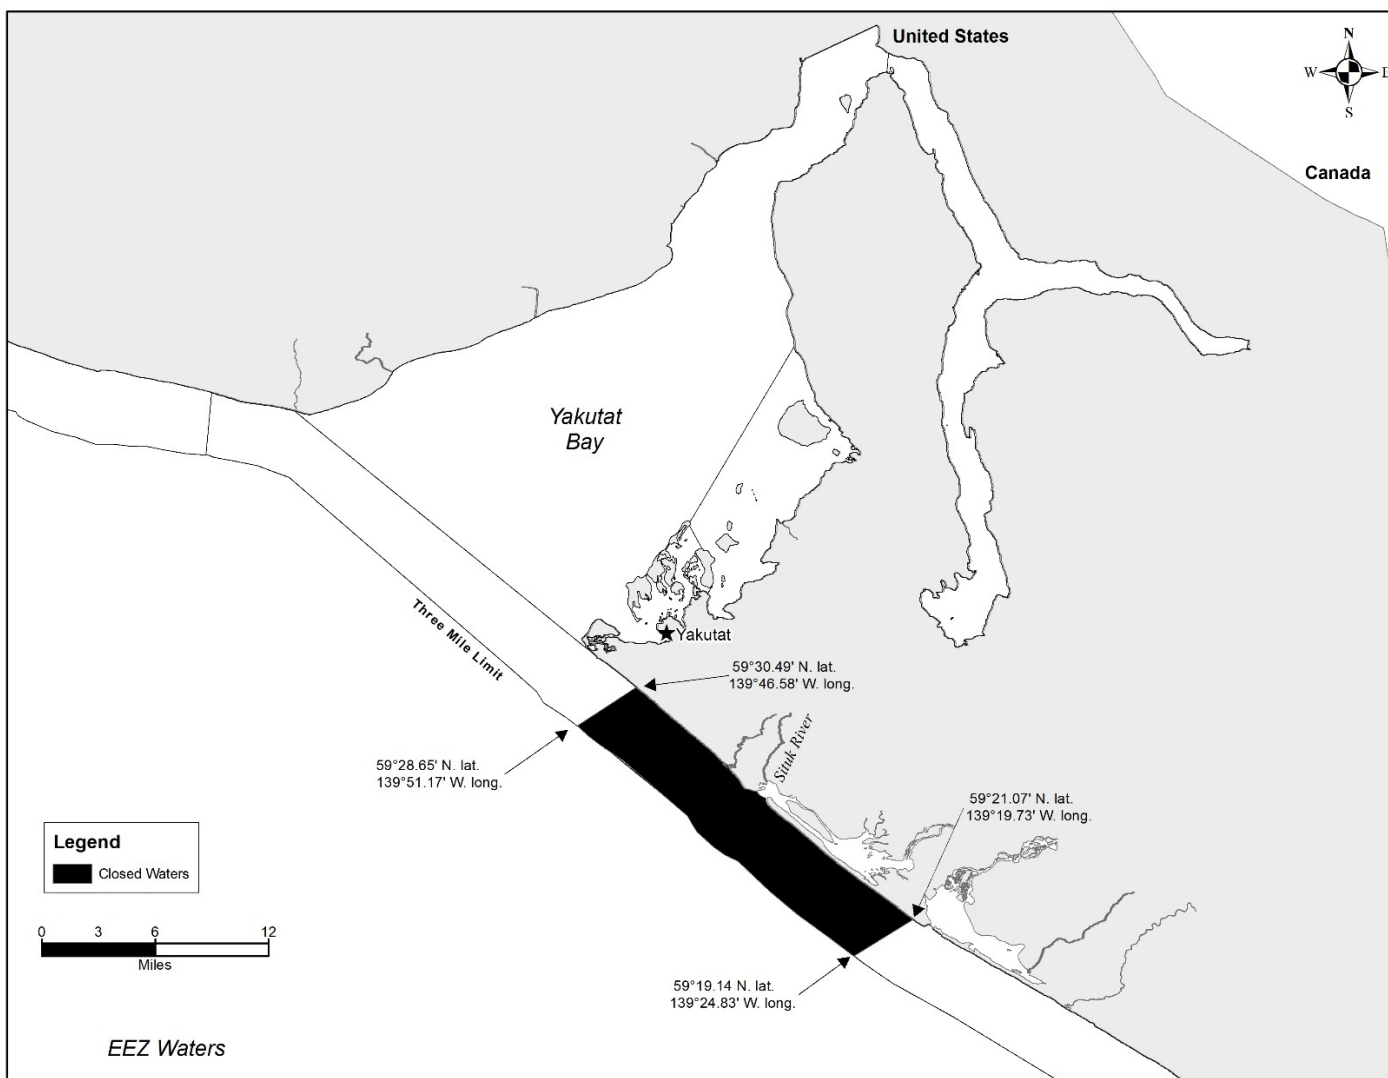 United States
N
W
E
S
Canada
Yakutat
Bay
Three Mile Limit
Yakutat
59°30.49' N. lat.
139°46.58' W. long.
59°28.65' N. lat.
139°51.17' W. long.
Situk River
59°21.07' N. lat.
139°19.73' W. long.
Legend
Closed Waters
0 3 6 12
Miles
59°19.14 N. lat.
139°24.83' W. long.
EEZ Waters